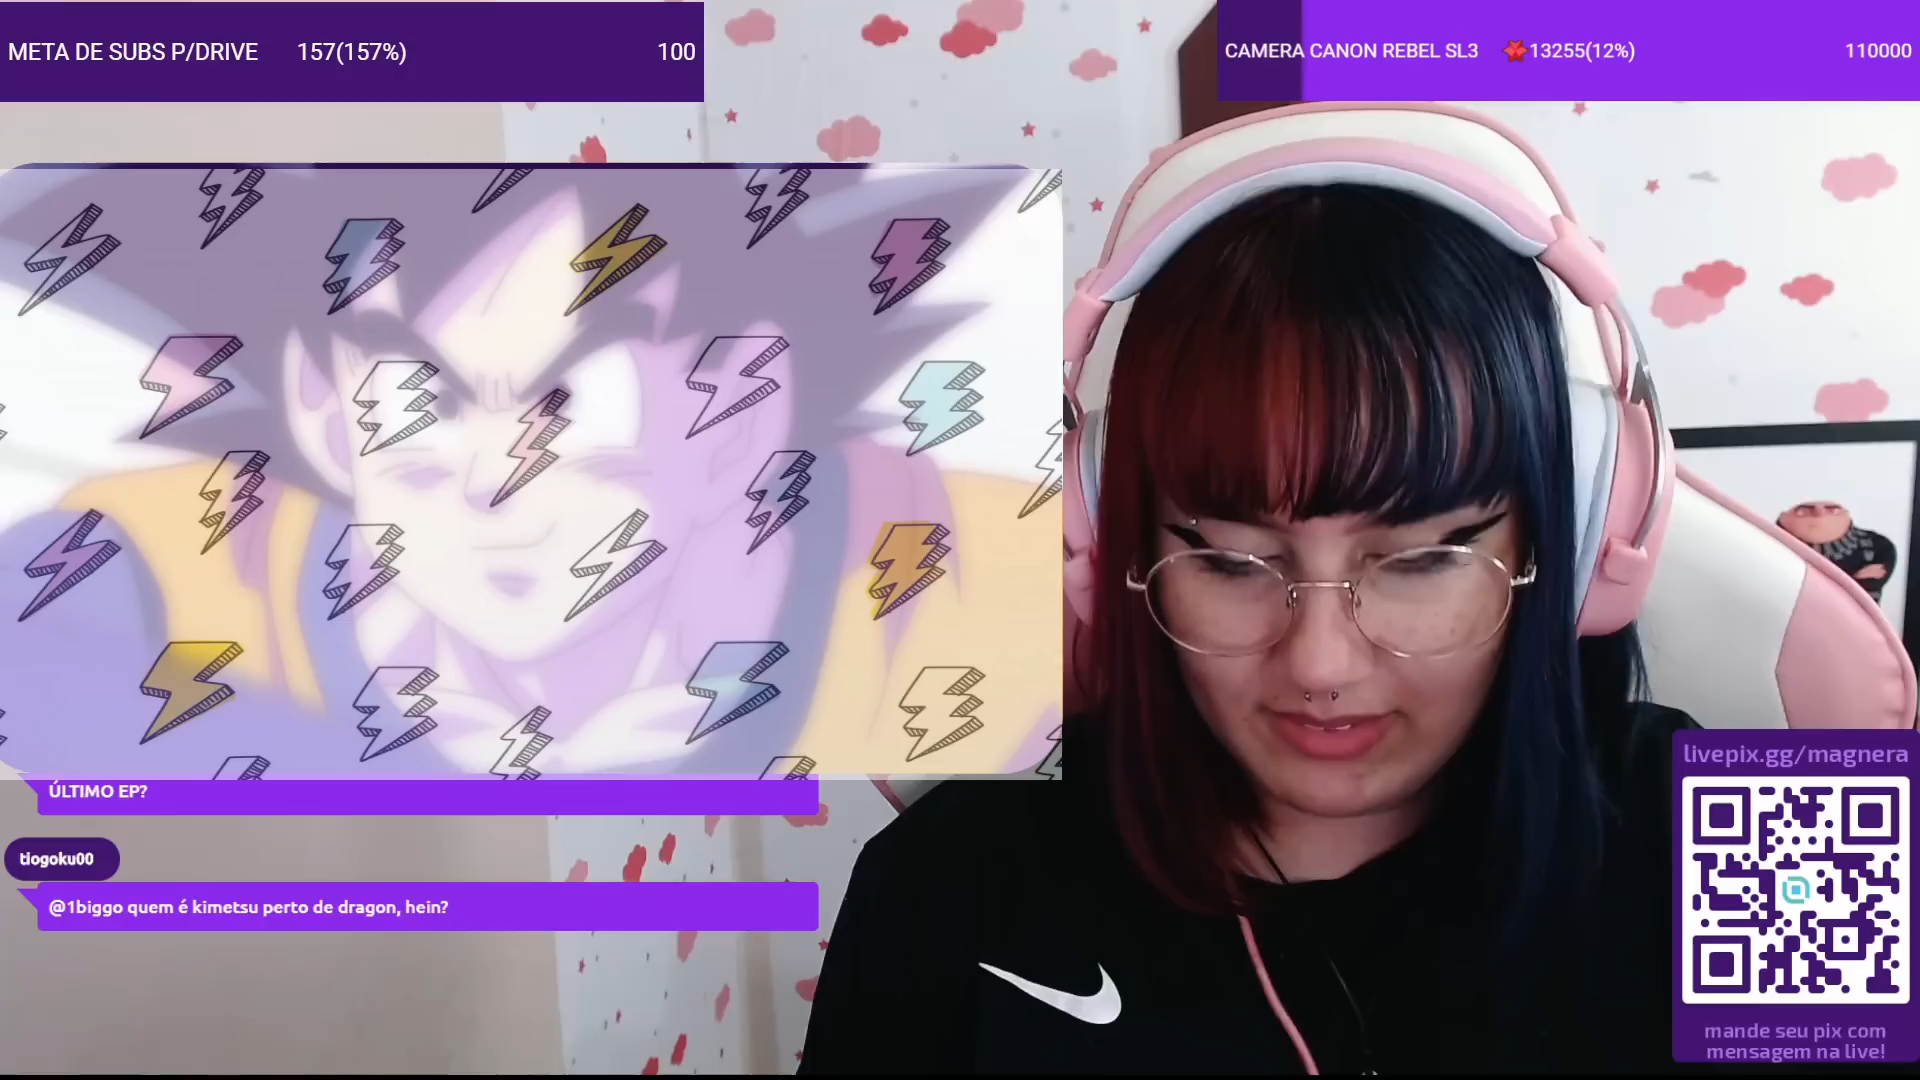 META DE SUBS P/DRIVE 157(157%) 100
CAMERA CANON REBEL SL3 13255(12%) 110000
ÚLTIMO EP?
tiogoku00
@1biggo quem é kimetsu perto de dragon, hein?
livepix.gg/magnera
mande seu pix com
mensagem na live!